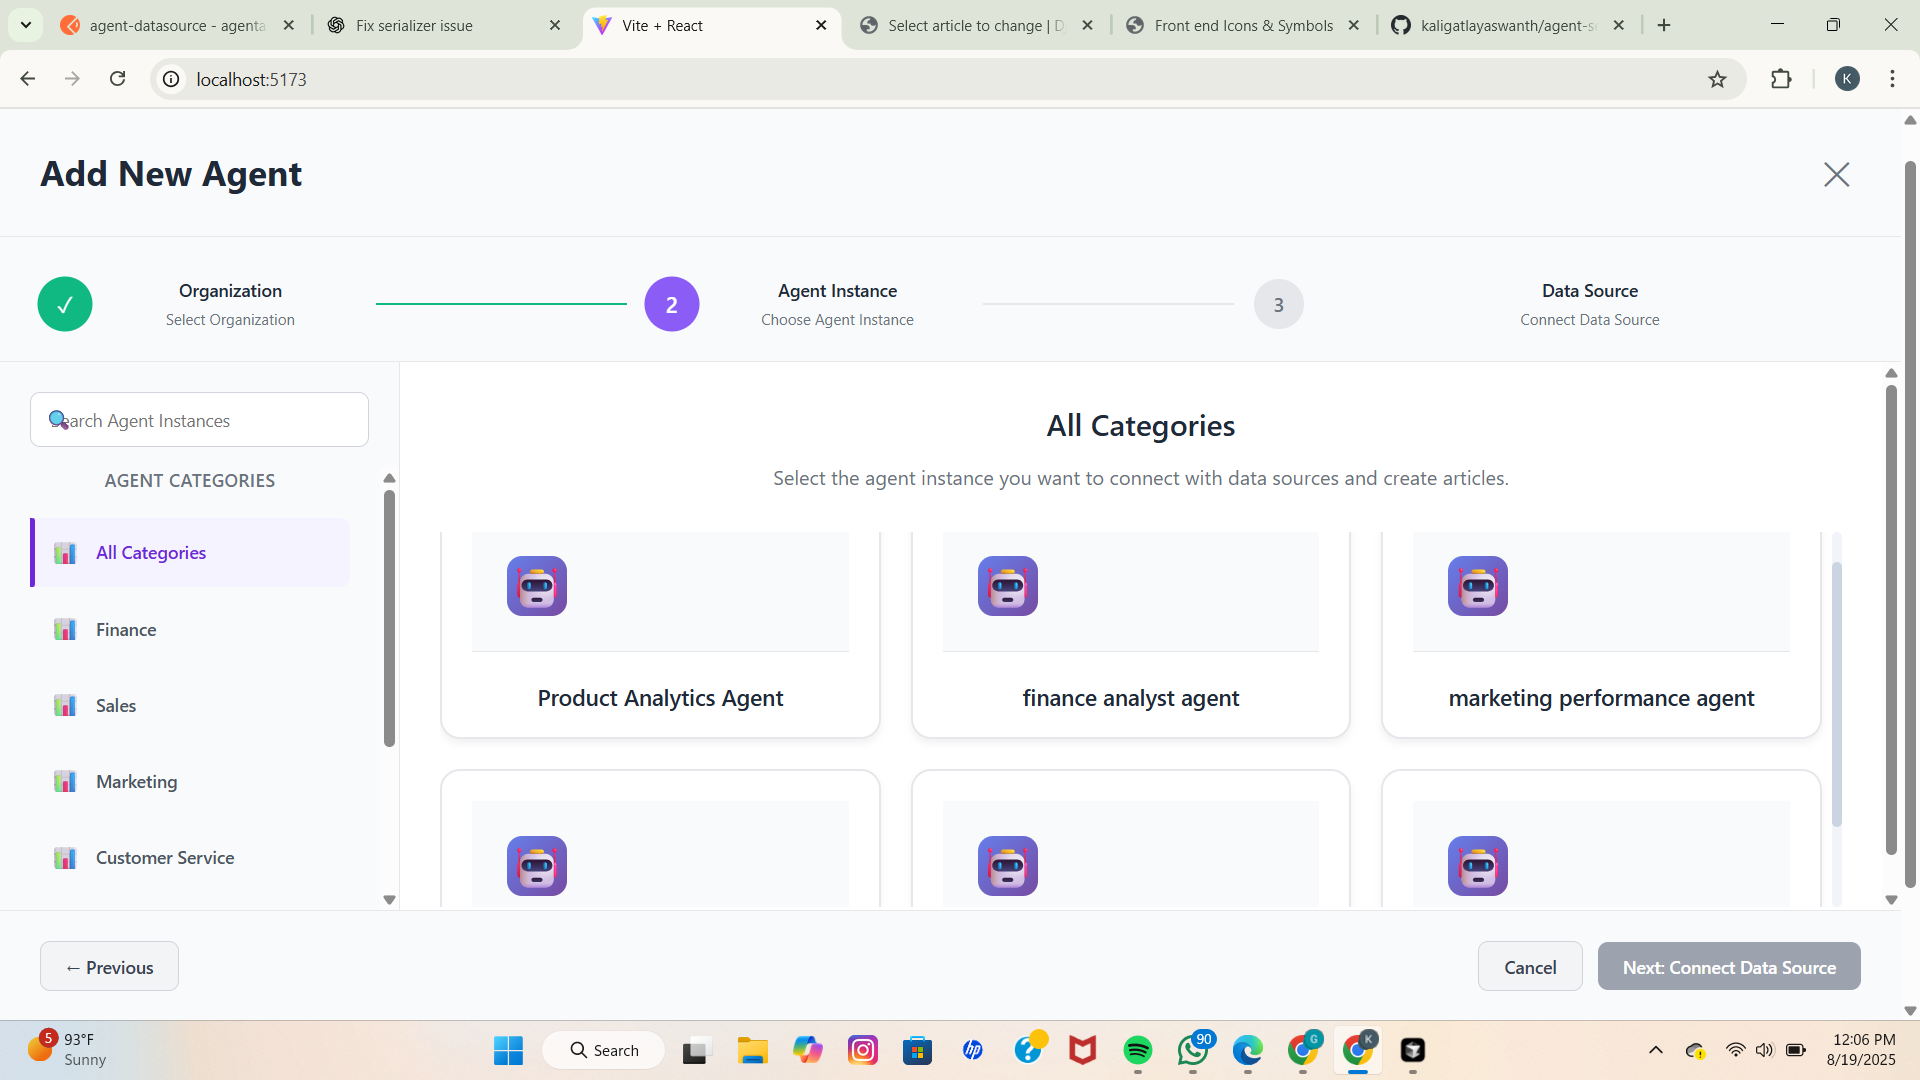 agent-datasource - agenta
Fix serializer issue
Vite + React
Select article to change | D
Front end Icons & Symbols
kaligatlayaswanth/agent-s
localhost:5173
K
Add New Agent
✓
Organization
Select Organization
2
Agent Instance
Choose Agent Instance
3
Data Source
Connect Data Source
Search Agent Instances
AGENT CATEGORIES
All Categories
Finance
Sales
Marketing
Customer Service
All Categories
Select the agent instance you want to connect with data sources and create articles.
Product Analytics Agent
finance analyst agent
marketing performance agent
← Previous
Cancel
Next: Connect Data Source
5
93°F
Sunny
Search
hp
90
G
K
12:06 PM
8/19/2025